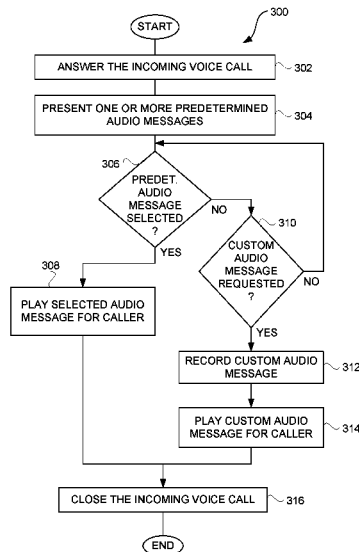 300
START
ANSWER THE INCOMING VOICE CALL
302
PRESENT ONE OR MORE PREDETERMINED
AUDIO MESSAGES
304
306
PREDET.
AUDIO
MESSAGE
SELECTED
?
NO
YES
310
CUSTOM
AUDIO
MESSAGE
REQUESTED
?
NO
YES
308
PLAY SELECTED AUDIO
MESSAGE FOR CALLER
RECORD CUSTOM AUDIO
MESSAGE
312
PLAY CUSTOM AUDIO
MESSAGE FOR CALLER
314
CLOSE THE INCOMING VOICE CALL
316
END